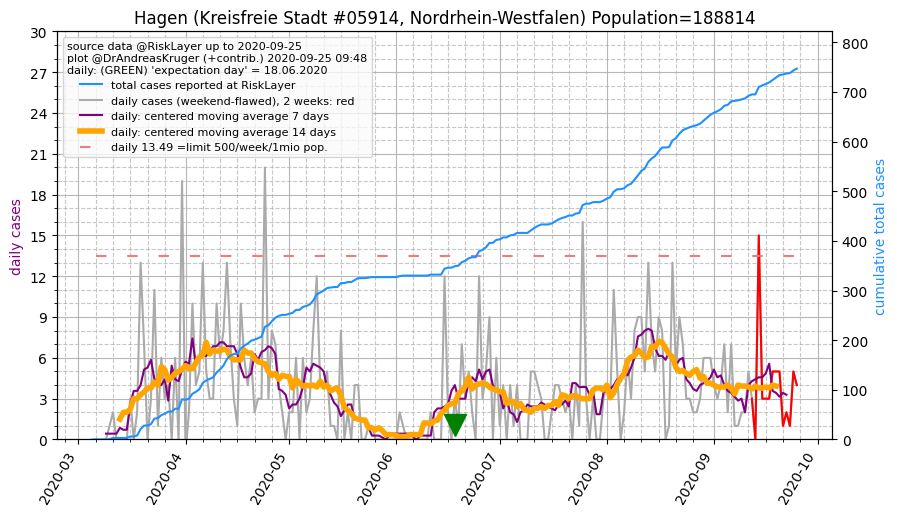 Hagen (Kreisfreie Stadt #05914, Nordrhein-Westfalen) Population=188814
source data @RiskLayer up to 2020-09-25
plot @DrAndreasKruger (+contrib.) 2020-09-25 09:48
daily: (GREEN) 'expectation day' = 18.06.2020
total cases reported at RiskLayer
daily cases (weekend-flawed), 2 weeks: red
daily: centered moving average 7 days
daily: centered moving average 14 days
daily 13.49 =limit 500/week/1mio pop.
daily cases
30
27
24
21
18
15
12
9
6
3
0
cumulative total cases
800
700
600
500
400
300
200
100
0
2020-03
2020-04
2020-05
2020-06
2020-07
2020-08
2020-09
2020-10